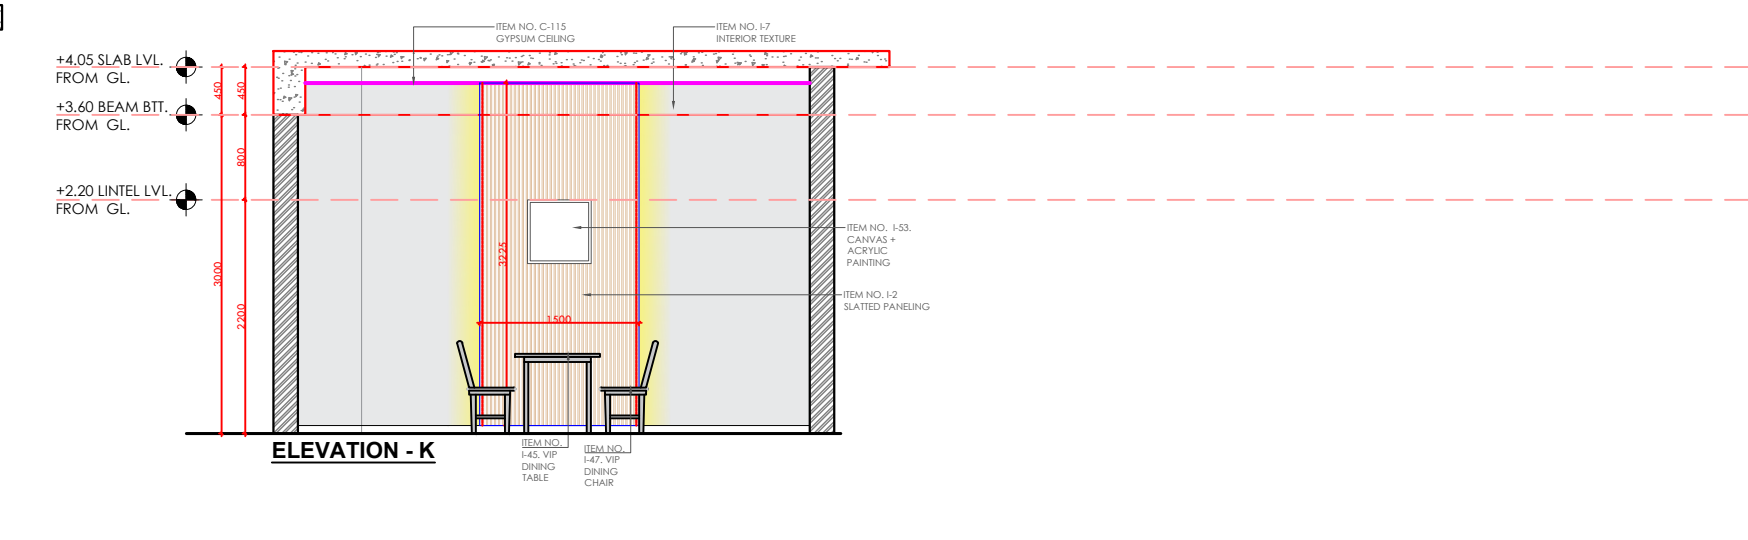 ITEM NO. C-115
GYPSUM CEILING
ITEM NO. I-7
INTERIOR TEXTURE
+4.05 SLAB LVL.
FROM GL.
450
450
+3.60 BEAM BTT.
FROM GL.
800
+2.20 LINTEL LVL.
FROM GL.
ITEM NO. I-53.
CANVAS +
ACRYLIC
PAINTING
3225
3000
ITEM NO. I-2
SLATTED PANELING
2200
1500
ELEVATION - K
ITEM NO.
I-45. VIP
DINING
TABLE
ITEM NO.
I-47. VIP
DINING
CHAIR